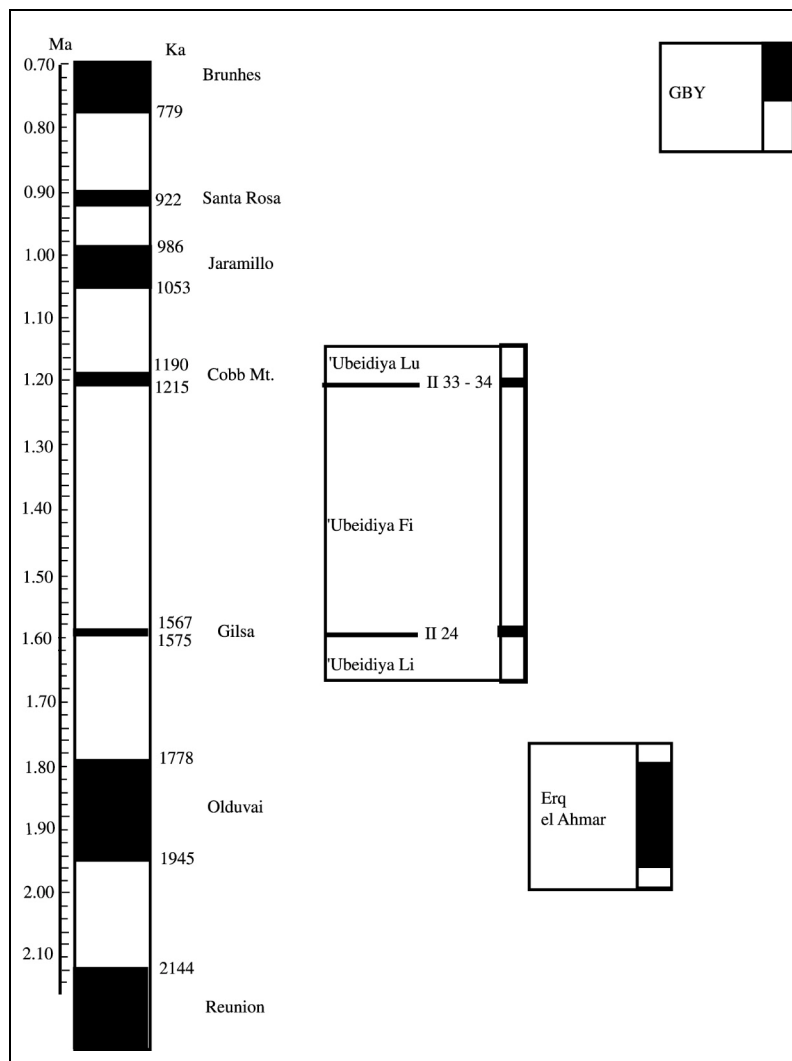 Ma
Ka
0.70
Brunhes
GBY
779
0.80
0.90
922
Santa Rosa
986
1.00
Jaramillo
1053
1.10
1190
'Ubeidiya Lu
1.20
1215
Cobb Mt.
II 33 - 34
1.30
1.40
'Ubeidiya Fi
1.50
1567
Gilsa
II 24
1.60
1575
'Ubeidiya Li
1.70
1778
1.80
Olduvai
Erq
el Ahmar
1.90
1945
2.00
2.10
2144
Reunion